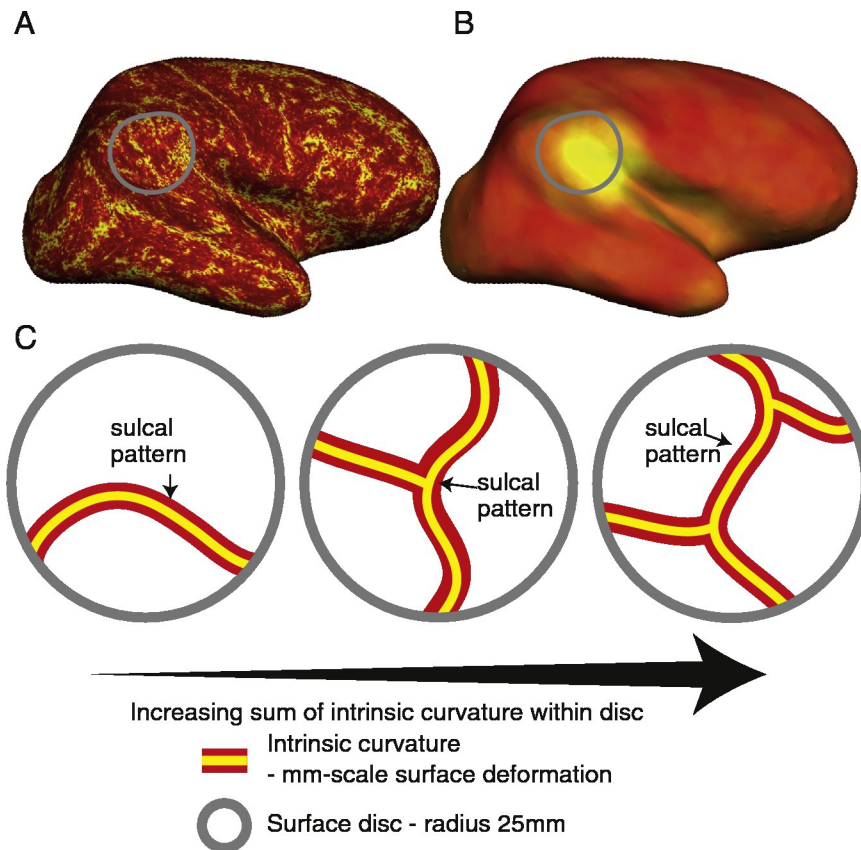 A
B
C
sulcal
pattern
sulcal
pattern
sulcal
pattern
Increasing sum of intrinsic curvature within disc
Intrinsic curvature
- mm-scale surface deformation
Surface disc - radius 25mm